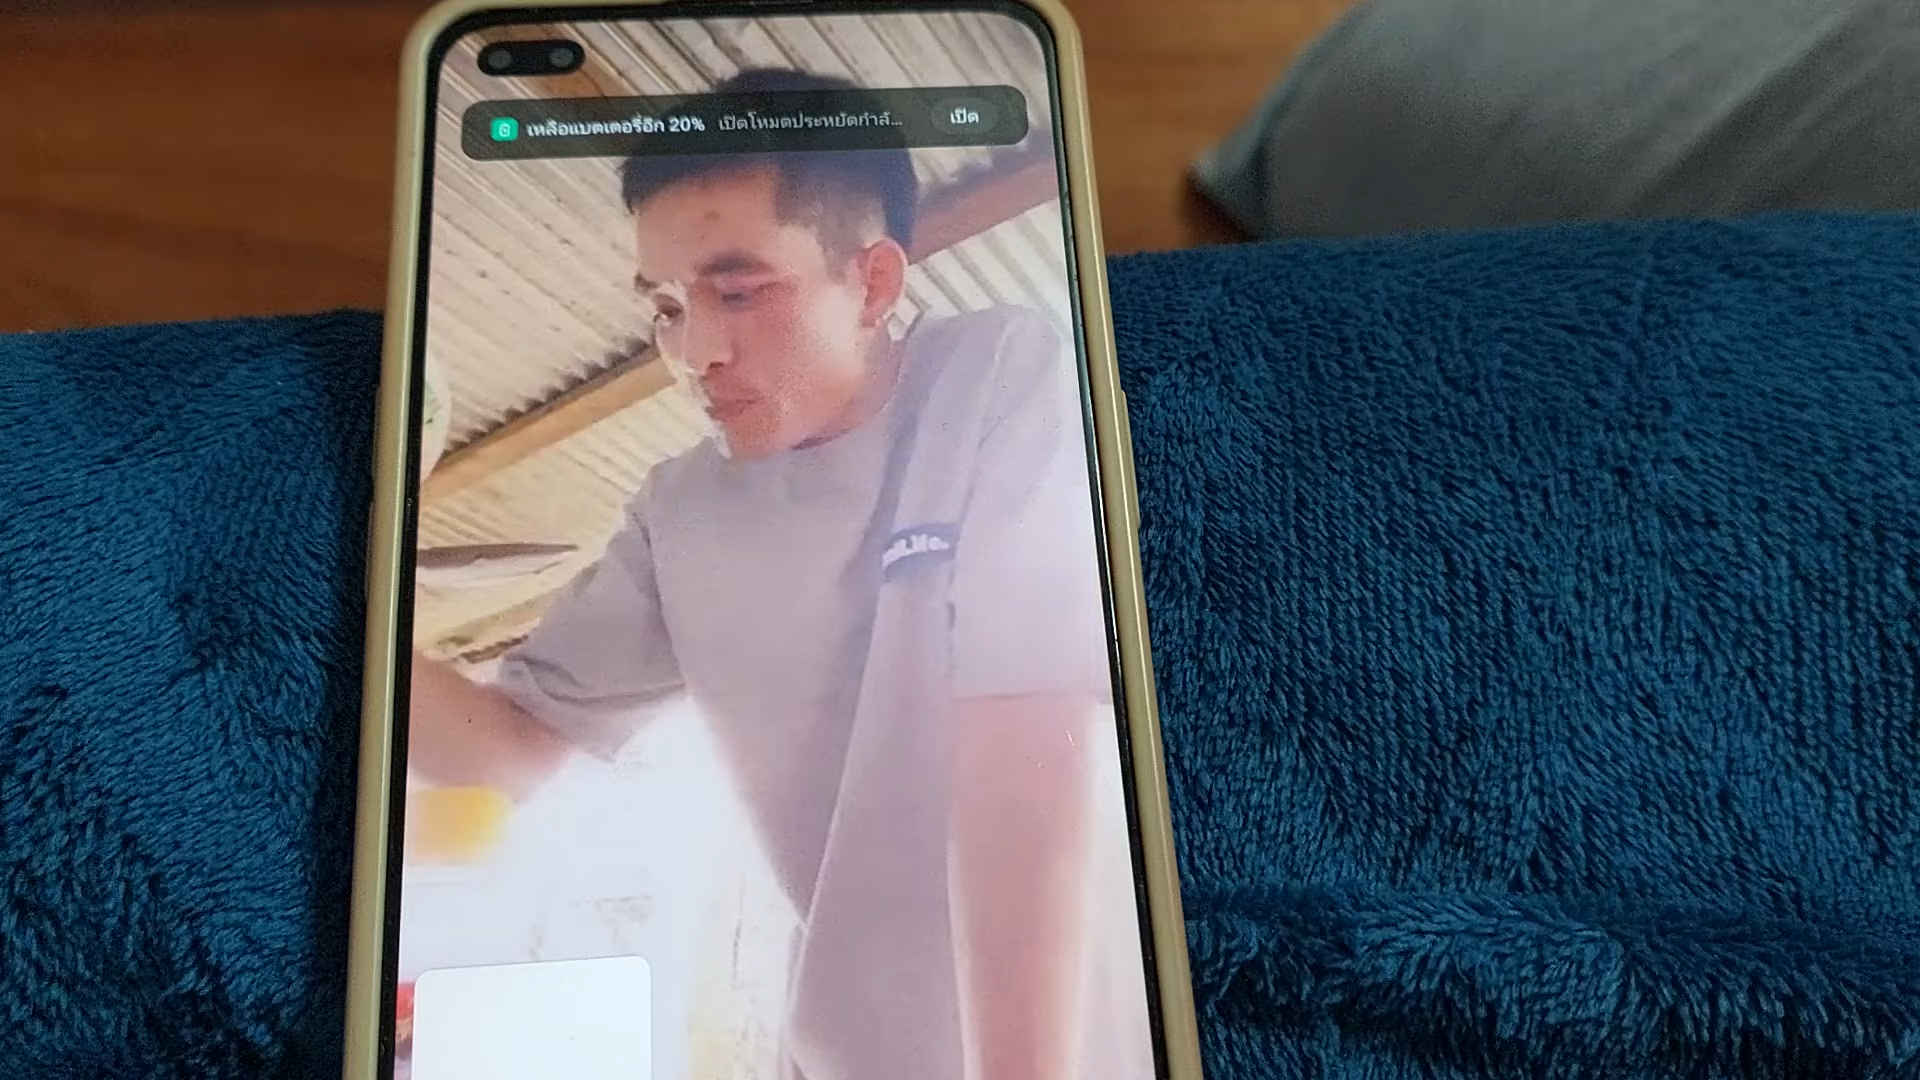 เหลือแบตเตอรี่อีก 20% เปิดโหมดประหยัดกำลั... เปิด